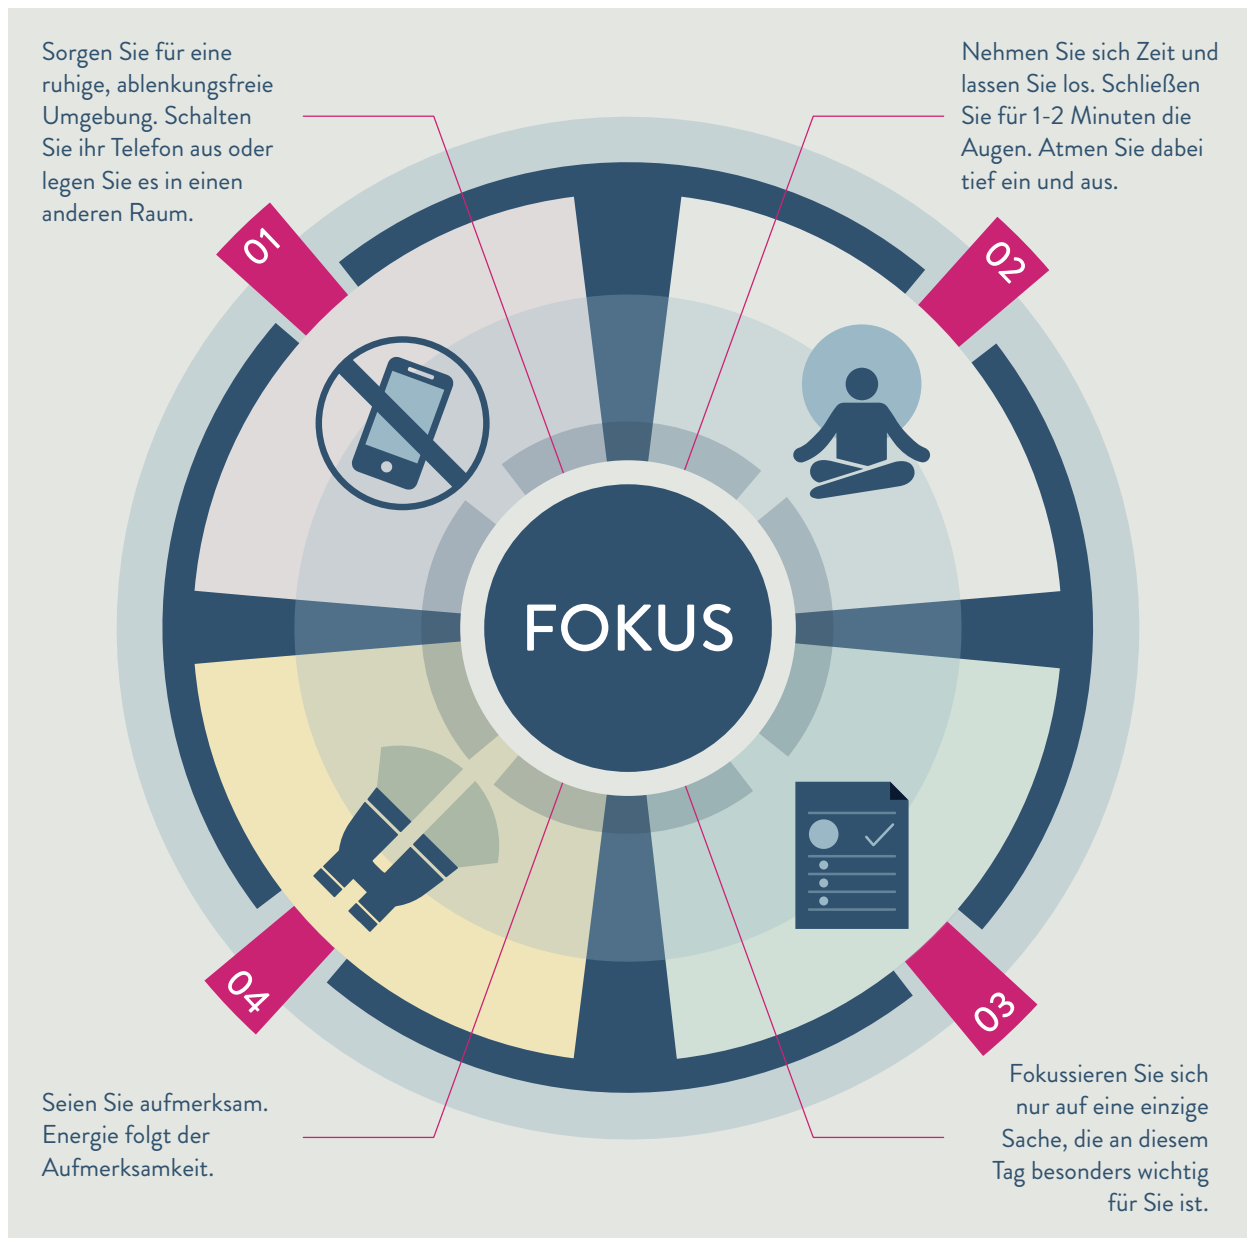 Sorgen Sie für eine
ruhige, ablenkungsfreie
Umgebung. Schalten
Sie ihr Telefon aus oder
legen Sie es in einen
anderen Raum.
01
Nehmen Sie sich Zeit und
lassen Sie los. Schließen
Sie für 1-2 Minuten die
Augen. Atmen Sie dabei
tief ein und aus.
02
FOKUS
03
Fokussieren Sie sich
nur auf eine einzige
Sache, die an diesem
Tag besonders wichtig
für Sie ist.
04
Seien Sie aufmerksam.
Energie folgt der
Aufmerksamkeit.